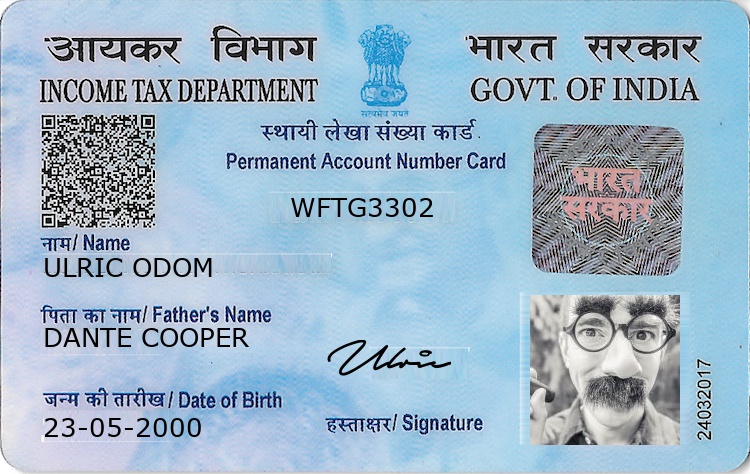 आयकर विभाग
भारत सरकार
INCOME TAX DEPARTMENT
GOVT. OF INDIA
सत्यमेव जयते
स्थायी लेखा संख्या कार्ड
Permanent Account Number Card
WFTG3302
भारत
सरकार
नाम/ Name
ULRIC ODOM
पिता का नाम/ Father's Name
DANTE COOPER
Ulric
जन्म की तारीख/ Date of Birth
23-05-2000
हस्ताक्षर/ Signature
24032017